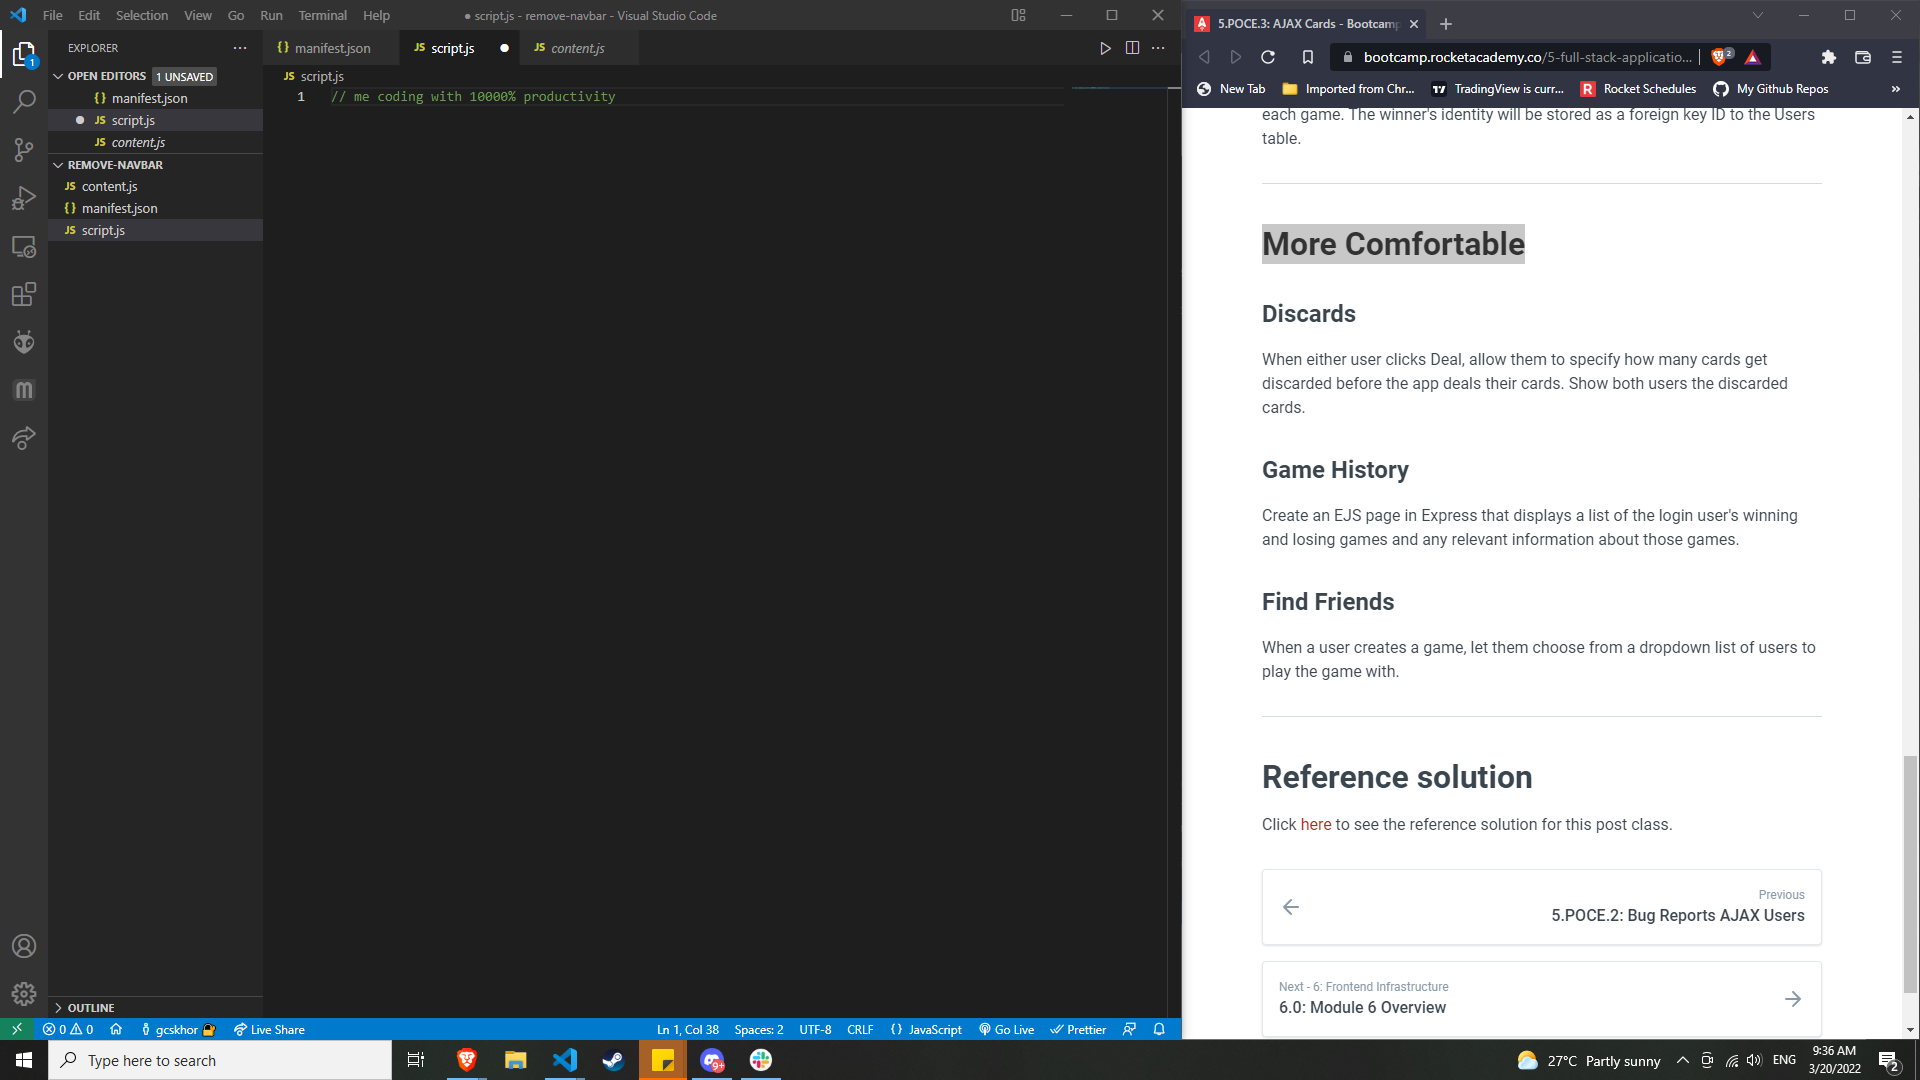 File Edit Selection View Go Run Terminal Help
● script.js - remove-navbar - Visual Studio Code
EXPLORER
OPEN EDITORS 1 UNSAVED
{} manifest.json
JS script.js
JS content.js
REMOVE-NAVBAR
JS content.js
{} manifest.json
JS script.js
OUTLINE
1
m
{} manifest.json
JS script.js
JS content.js
JS script.js
1 // me coding with 10000% productivity
0 0
gcskhor
Live Share
Ln 1, Col 38 Spaces: 2 UTF-8 CRLF {} JavaScript Go Live Prettier
5.POCE.3: AJAX Cards - Bootcamp
bootcamp.rocketacademy.co/5-full-stack-applicatio...
2
New Tab Imported from Chr... TradingView is curr... R Rocket Schedules My Github Repos »
each game. The winner's identity will be stored as a foreign key ID to the Users
table.
More Comfortable
Discards
When either user clicks Deal, allow them to specify how many cards get
discarded before the app deals their cards. Show both users the discarded
cards.
Game History
Create an EJS page in Express that displays a list of the login user's winning
and losing games and any relevant information about those games.
Find Friends
When a user creates a game, let them choose from a dropdown list of users to
play the game with.
Reference solution
Click here to see the reference solution for this post class.
Previous
5.POCE.2: Bug Reports AJAX Users
Next - 6: Frontend Infrastructure
6.0: Module 6 Overview
Type here to search
9+
27°C Partly sunny
ENG
9:36 AM
3/20/2022
2